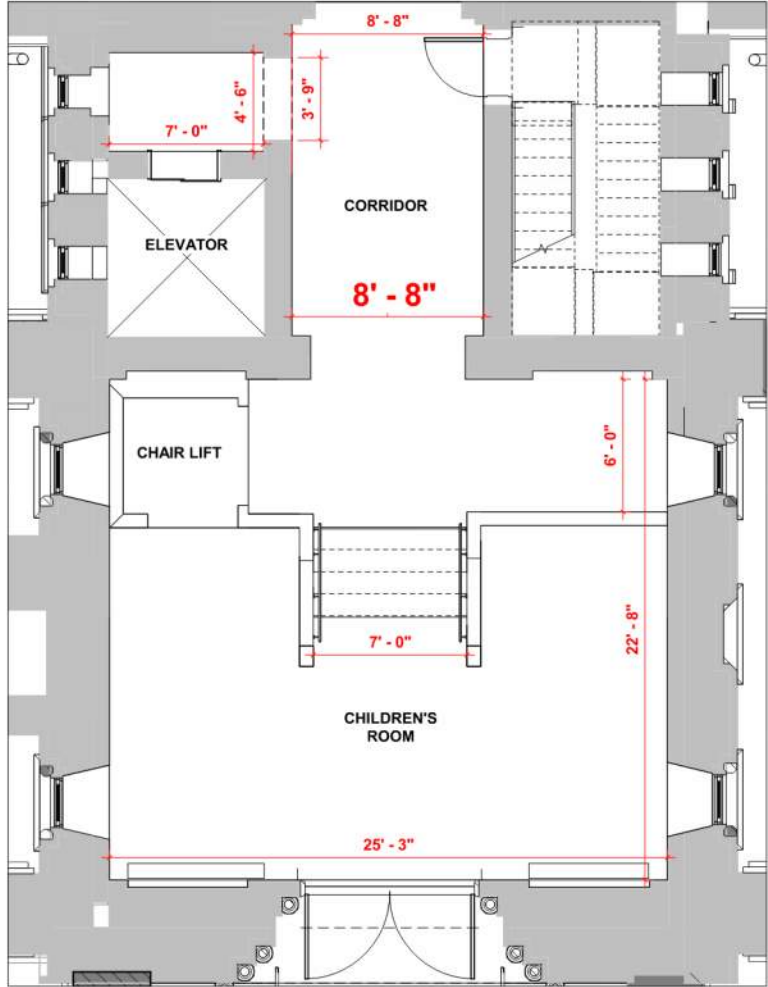 8' - 8"
4' - 6"
3' - 9"
7' - 0"
CORRIDOR
ELEVATOR
8' - 8"
6' - 0"
CHAIR LIFT
22' - 8"
7' - 0"
CHILDREN'S
ROOM
25' - 3"